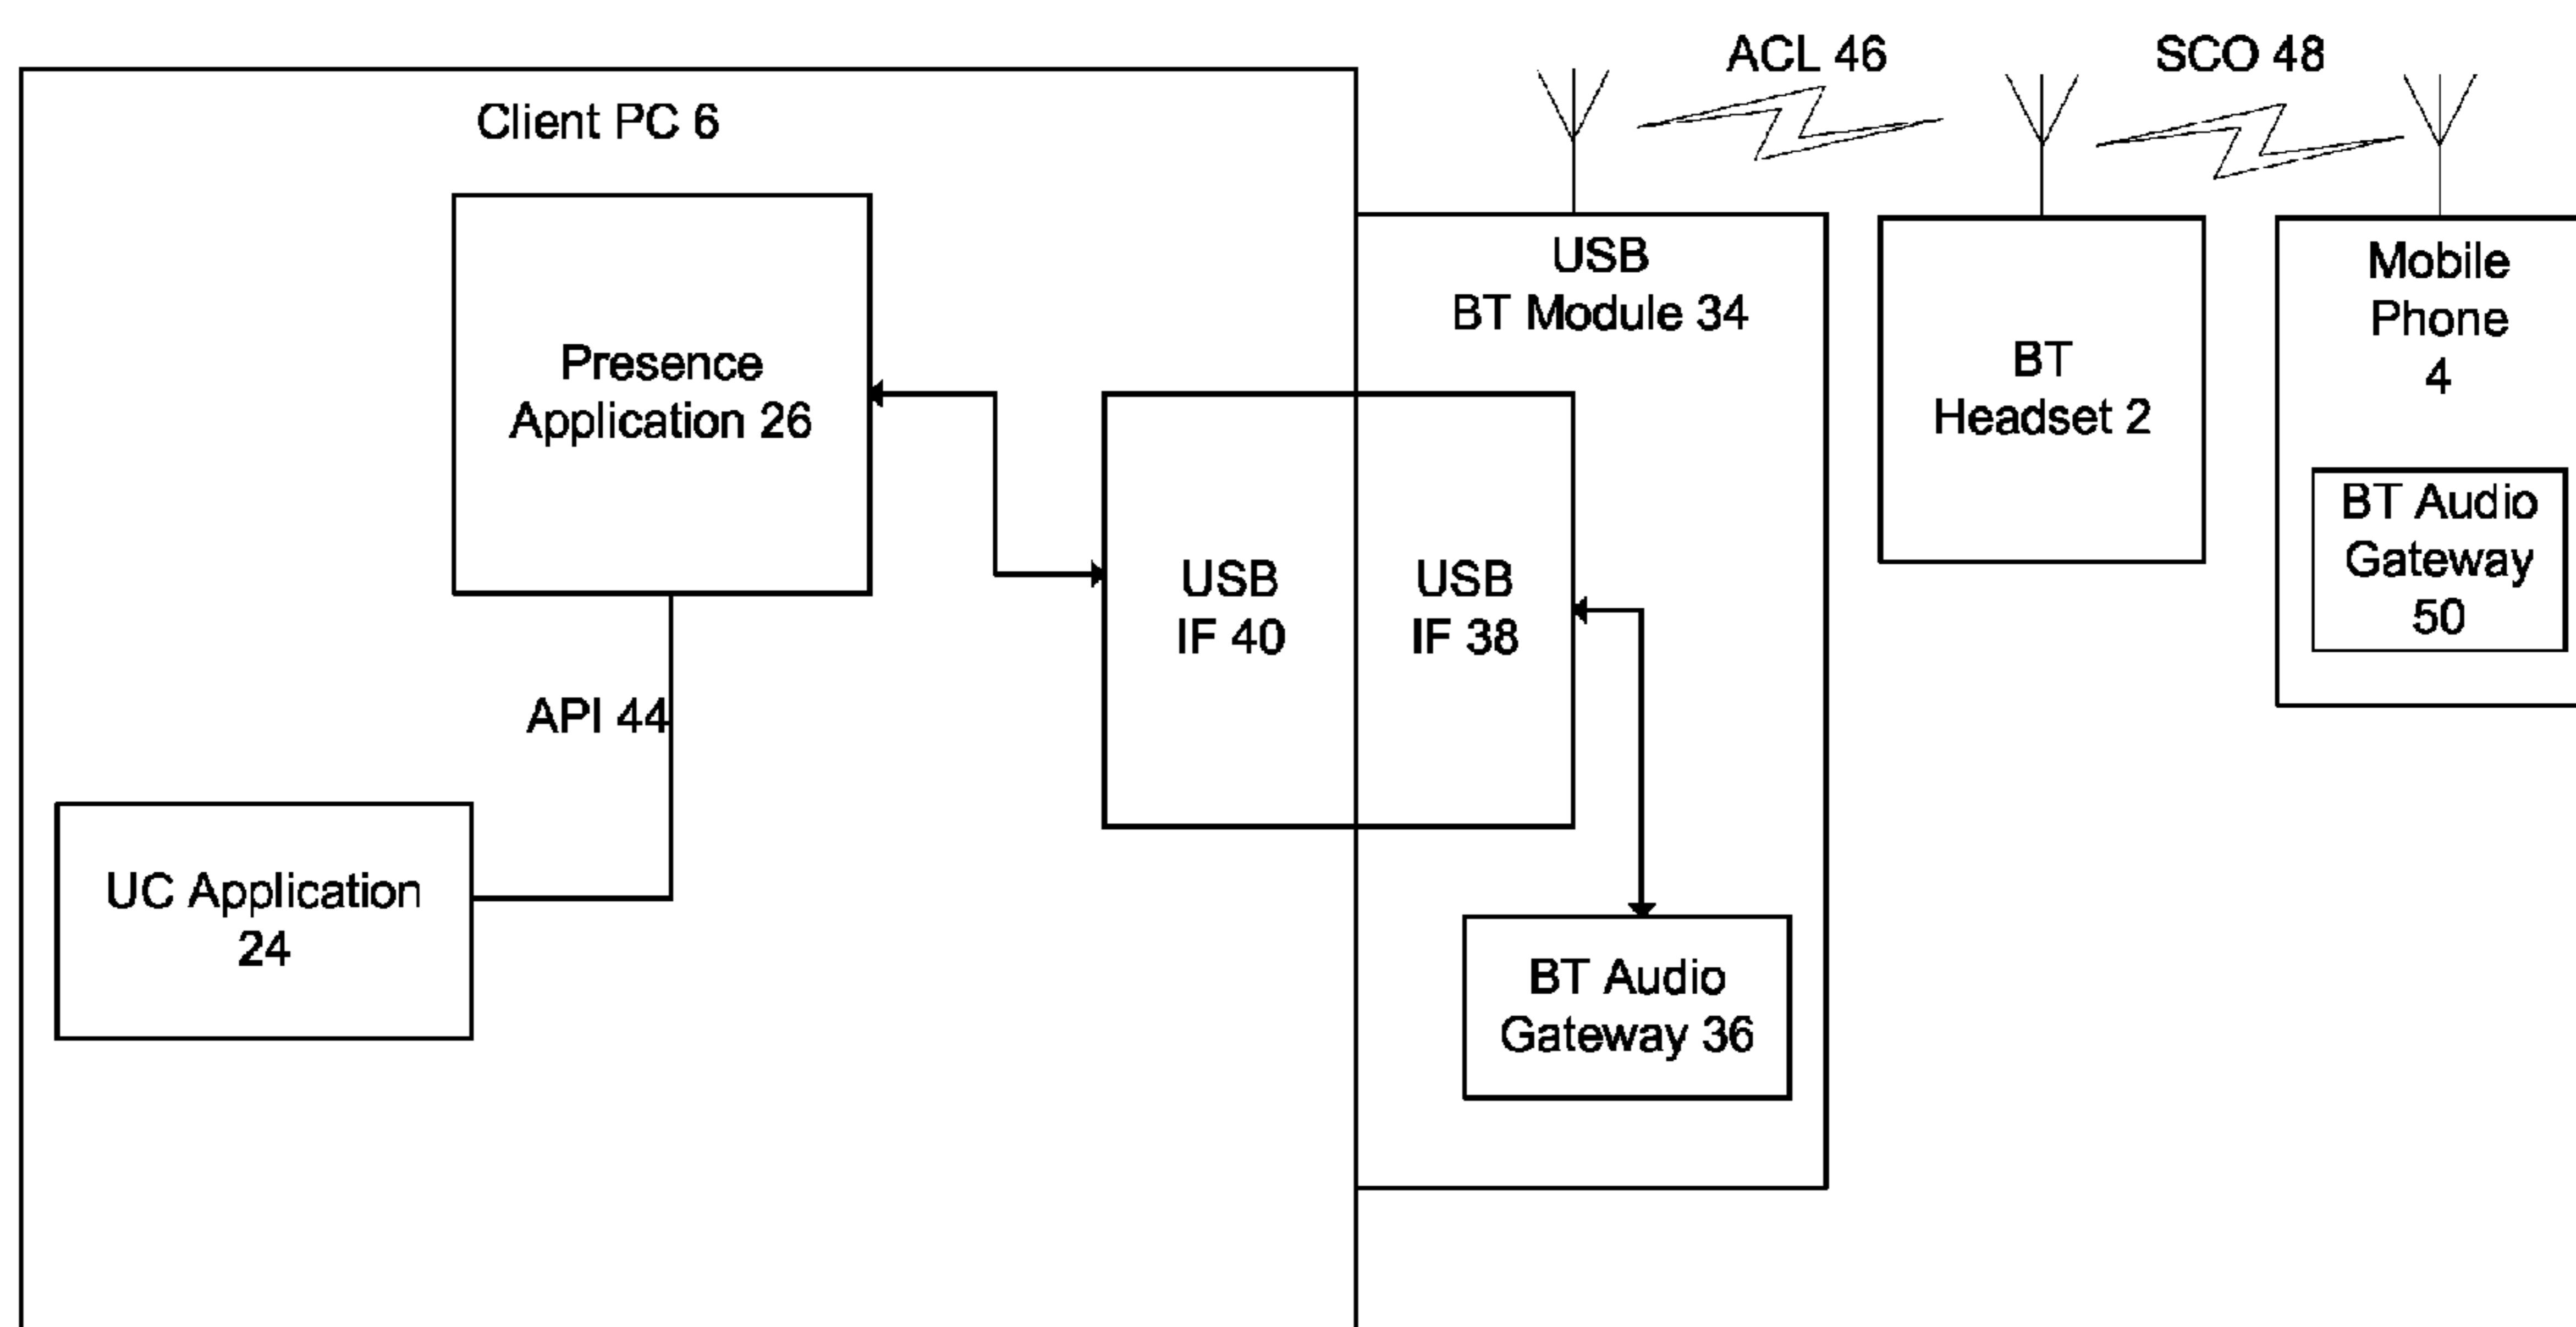 ACL 46
SCO 48
Client PC 6
Presence
Application 26
API 44
UC Application
24
USB
IF 40
USB
IF 38
USB
BT Module 34
BT Audio
Gateway 36
BT
Headset 2
Mobile
Phone
4
BT Audio
Gateway
50